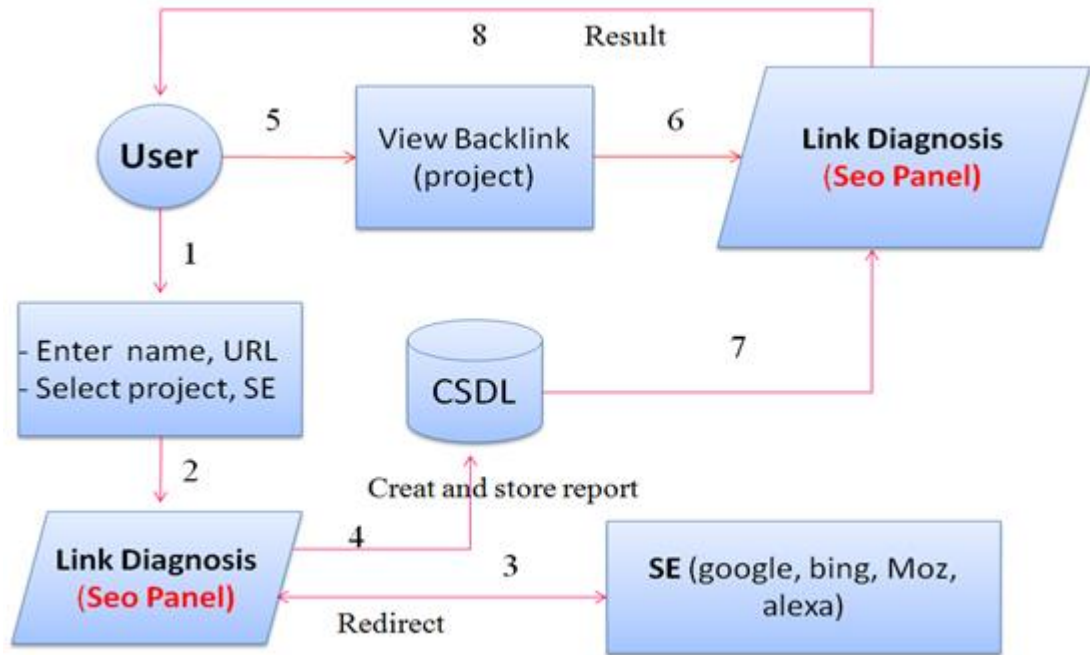 8 Result
User
5
View Backlink
(project)
6
Link Diagnosis
(Seo Panel)
1
- Enter name, URL
- Select project, SE
CSDL
7
2
Creat and store report
Link Diagnosis
(Seo Panel)
4
3
Redirect
SE (google, bing, Moz,
alexa)